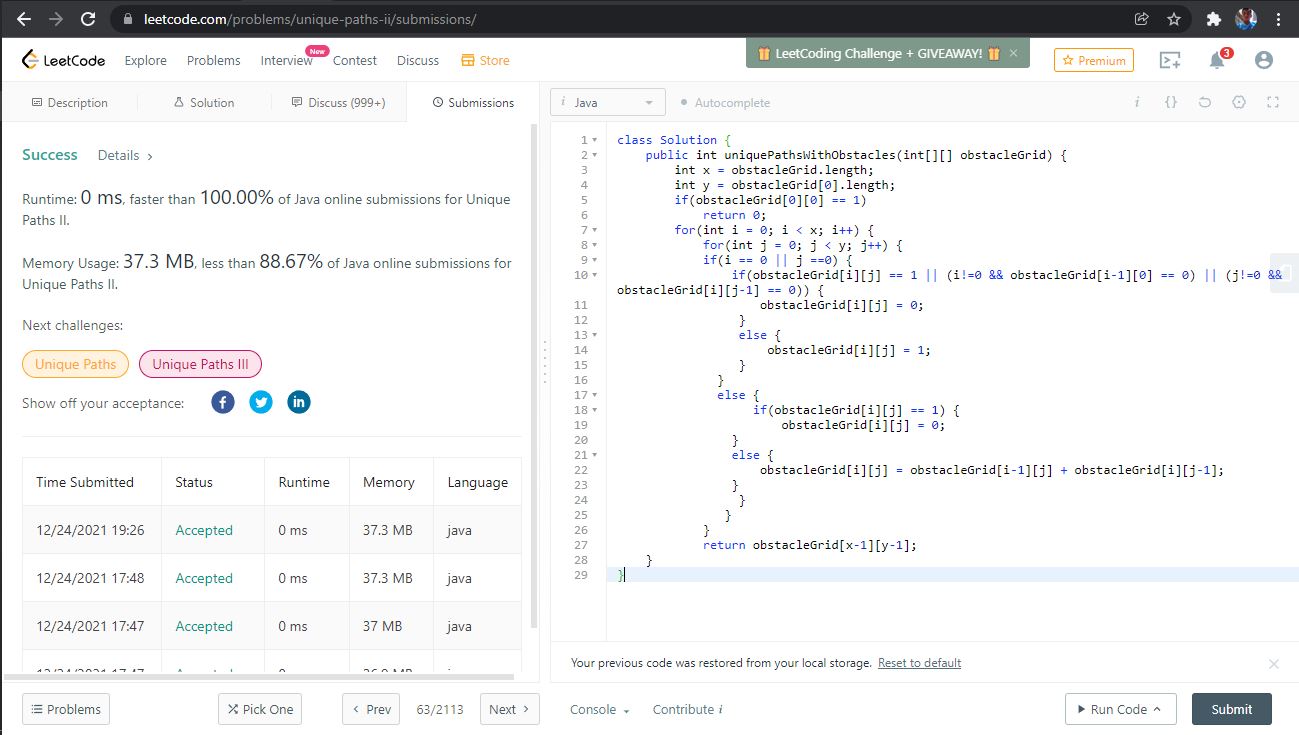 leetcode.com/problems/unique-paths-ii/submissions/
LeetCode
Explore
Problems
Interview
New
Contest
Discuss
Store
LeetCoding Challenge + GIVEAWAY!
×
Premium
3
Description
Solution
Discuss (999+)
Submissions
Success
Details
Runtime: 0 ms, faster than 100.00% of Java online submissions for Unique
Paths II.
Memory Usage: 37.3 MB, less than 88.67% of Java online submissions for
Unique Paths II.
Next challenges:
Unique Paths
Unique Paths III
Show off your acceptance:
Time Submitted Status Runtime Memory Language
12/24/2021 19:26 Accepted 0 ms 37.3 MB java
12/24/2021 17:48 Accepted 0 ms 37.3 MB java
12/24/2021 17:47 Accepted 0 ms 37 MB java
Problems
Pick One
Prev
63/2113
Next
i Java
Autocomplete
i {}
1 class Solution {
2 public int uniquePathsWithObstacles(int[][] obstacleGrid) {
3 int x = obstacleGrid.length;
4 int y = obstacleGrid[0].length;
5 if(obstacleGrid[0][0] == 1)
6 return 0;
7 for(int i = 0; i < x; i++) {
8 for(int j = 0; j < y; j++) {
9 if(i == 0 || j ==0) {
10 if(obstacleGrid[i][j] == 1 || (i!=0 && obstacleGrid[i-1][0] == 0) || (j!=0 &&
obstacleGrid[i][j-1] == 0)) {
11 obstacleGrid[i][j] = 0;
12 }
13 else {
14 obstacleGrid[i][j] = 1;
15 }
16 }
17 else {
18 if(obstacleGrid[i][j] == 1) {
19 obstacleGrid[i][j] = 0;
20 }
21 else {
22 obstacleGrid[i][j] = obstacleGrid[i-1][j] + obstacleGrid[i][j-1];
23 }
24 }
25 }
26 }
27 return obstacleGrid[x-1][y-1];
28 }
29 }
Your previous code was restored from your local storage. Reset to default
×
Console
Contribute i
Run Code
Submit